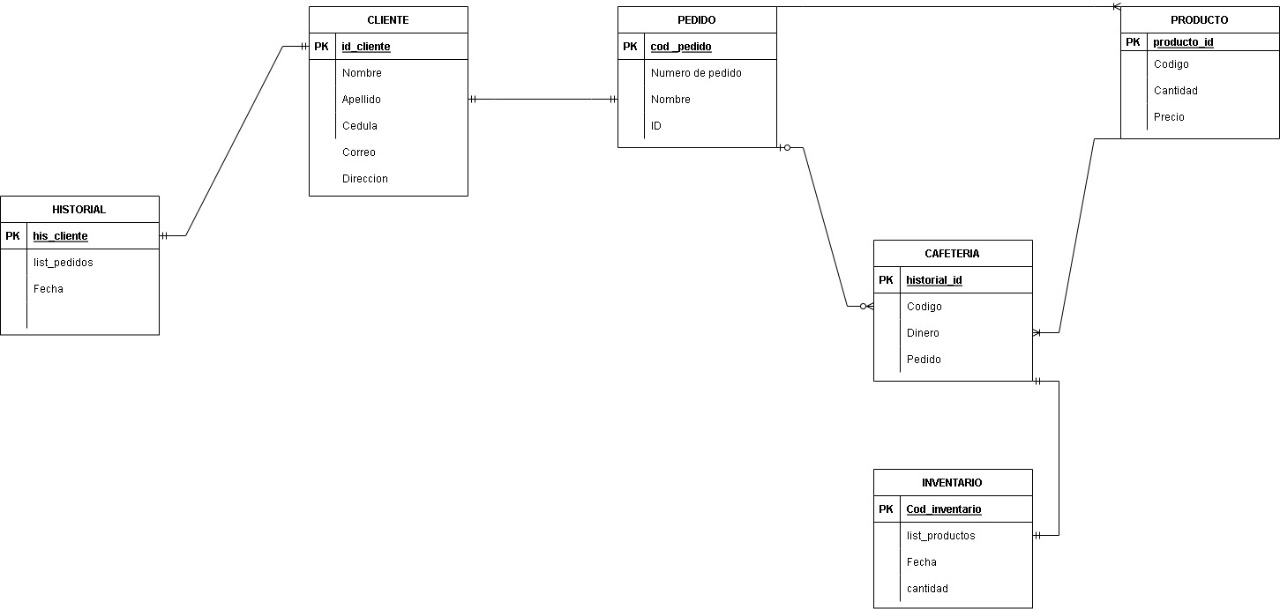 CLIENTE
PK id_cliente
Nombre
Apellido
Cedula
Correo
Direccion
PEDIDO
PK cod_pedido
Numero de pedido
Nombre
ID
PRODUCTO
PK producto_id
Codigo
Cantidad
Precio
HISTORIAL
PK his_cliente
list_pedidos
Fecha
CAFETERIA
PK historial_id
Codigo
Dinero
Pedido
INVENTARIO
PK Cod_inventario
list_productos
Fecha
cantidad